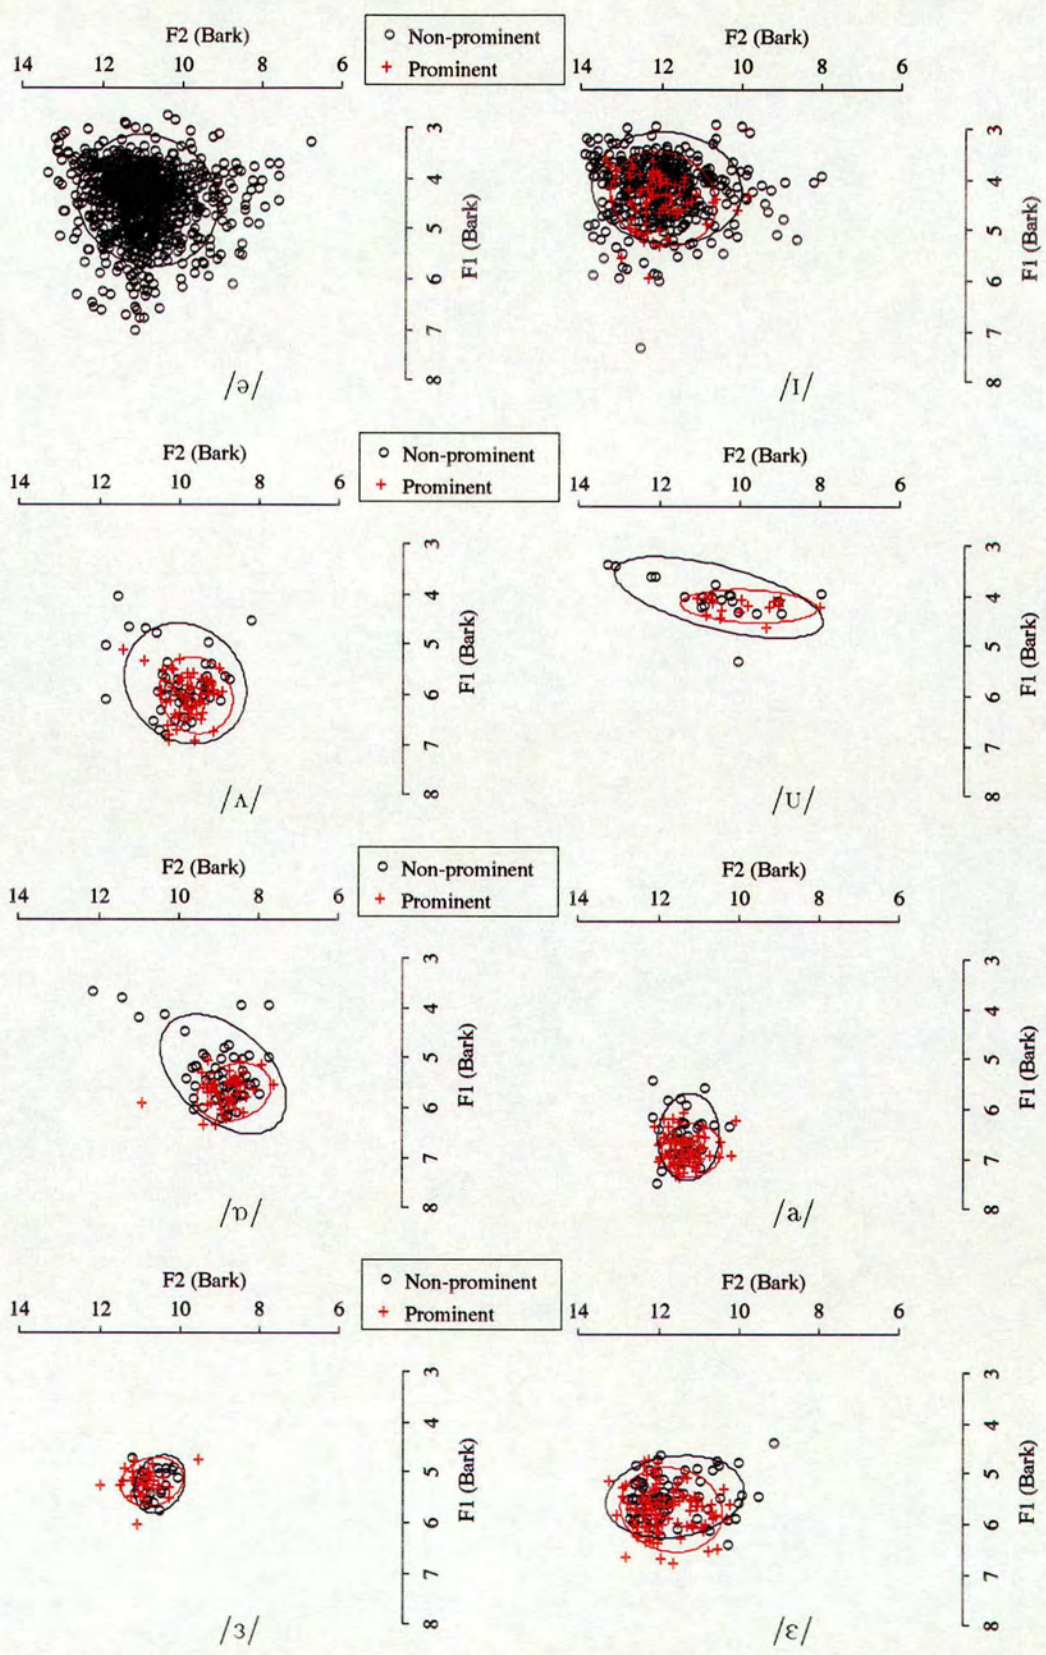 F2 (Bark)
14 12 10 8 6
○ Non-prominent
+ Prominent
F2 (Bark)
14 12 10 8 6
3 4 5 6 7 8
F1 (Bark)
/ə/
3 4 5 6 7 8
F1 (Bark)
/ɪ/
F2 (Bark)
14 12 10 8 6
○ Non-prominent
+ Prominent
F2 (Bark)
14 12 10 8 6
3 4 5 6 7 8
F1 (Bark)
/ʌ/
3 4 5 6 7 8
F1 (Bark)
/ʊ/
F2 (Bark)
14 12 10 8 6
○ Non-prominent
+ Prominent
F2 (Bark)
14 12 10 8 6
3 4 5 6 7 8
F1 (Bark)
/ɒ/
3 4 5 6 7 8
F1 (Bark)
/a/
F2 (Bark)
14 12 10 8 6
○ Non-prominent
+ Prominent
F2 (Bark)
14 12 10 8 6
3 4 5 6 7 8
F1 (Bark)
/ɜ/
3 4 5 6 7 8
F1 (Bark)
/ɛ/